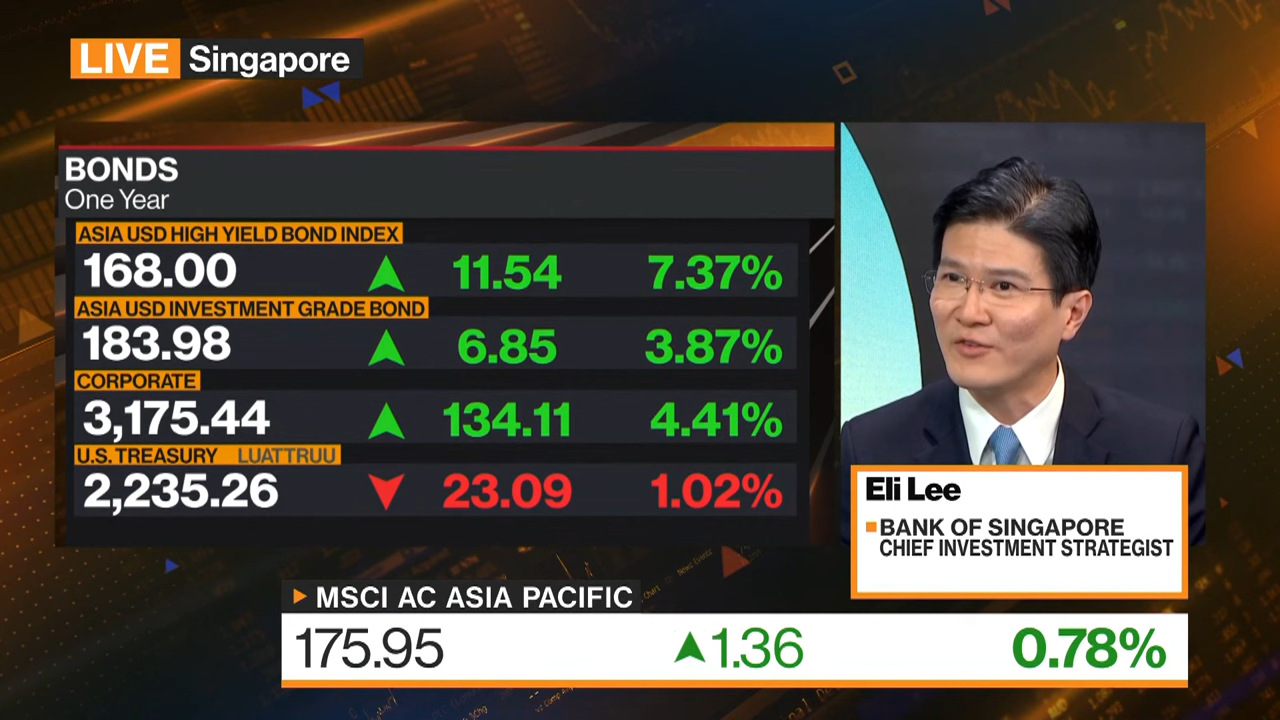 LIVE Singapore
BONDS
One Year
ASIA USD HIGH YIELD BOND INDEX
168.00 ▲ 11.54 7.37%
ASIA USD INVESTMENT GRADE BOND
183.98 ▲ 6.85 3.87%
CORPORATE
3,175.44 ▲ 134.11 4.41%
U.S. TREASURY LUATTRUU
2,235.26 ▼ 23.09 1.02%
Eli Lee
BANK OF SINGAPORE
CHIEF INVESTMENT STRATEGIST
MSCI AC ASIA PACIFIC
175.95 ▲1.36 0.78%